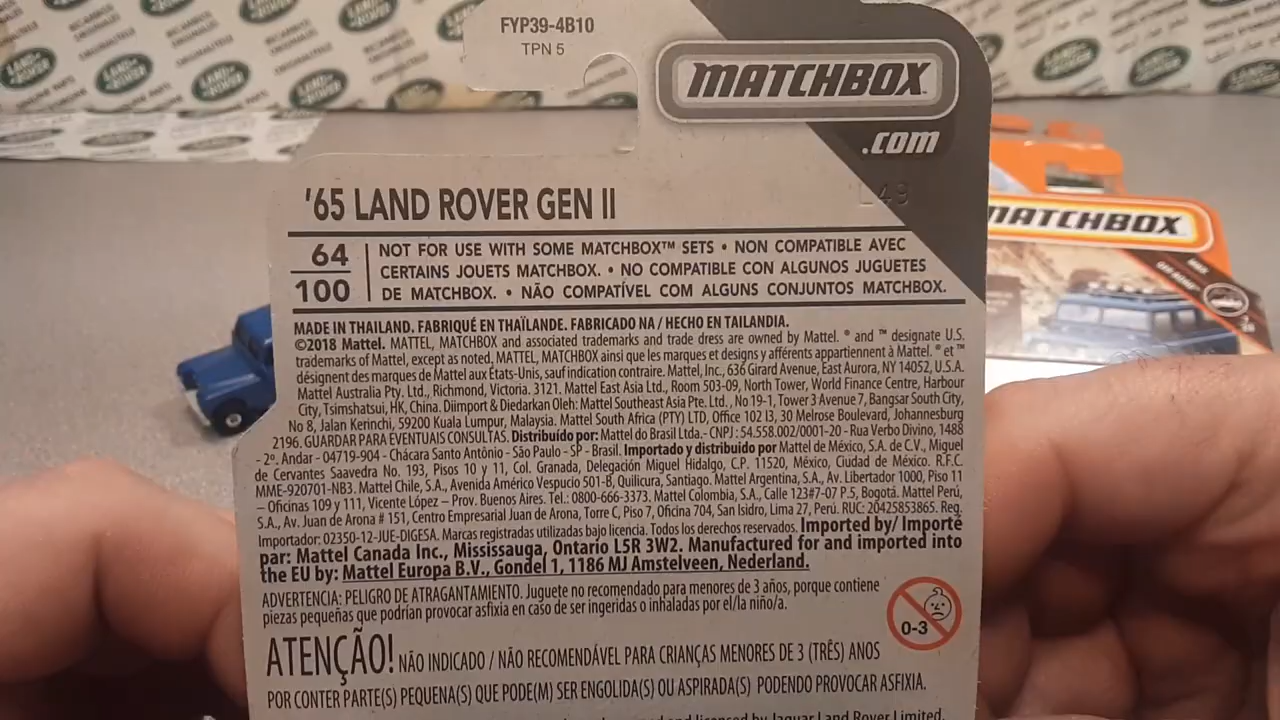 FYP39-4B10
TPN 5
MATCHBOX
.com
L49
'65 LAND ROVER GEN II
64
100
NOT FOR USE WITH SOME MATCHBOX™ SETS • NON COMPATIBLE AVEC
CERTAINS JOUETS MATCHBOX. • NO COMPATIBLE CON ALGUNOS JUGUETES
DE MATCHBOX. • NÃO COMPATÍVEL COM ALGUNS CONJUNTOS MATCHBOX.
MADE IN THAILAND. FABRIQUÉ EN THAÏLANDE. FABRICADO NA / HECHO EN TAILANDIA.
©2018 Mattel. MATTEL, MATCHBOX and associated trademarks and trade dress are owned by Mattel. ® and ™ designate U.S.
trademarks of Mattel, except as noted, MATTEL, MATCHBOX ainsi que les marques et designs y afférents appartiennent à Mattel. ® et ™
désignent des marques de Mattel aux États-Unis, sauf indication contraire. Mattel, Inc., 636 Girard Avenue, East Aurora, NY 14052, U.S.A.
Mattel Australia Pty. Ltd., Richmond, Victoria. 3121. Mattel East Asia Ltd., Room 503-09, North Tower, World Finance Centre, Harbour
City, Tsimshatsui, HK, China. Diimport & Diedarkan Oleh: Mattel Southeast Asia Pte. Ltd., No 19-1, Tower 3 Avenue 7, Bangsar South City,
No 8, Jalan Kerinchi, 59200 Kuala Lumpur, Malaysia. Mattel South Africa (PTY) LTD, Office 102 I3, 30 Melrose Boulevard, Johannesburg
2196. GUARDAR PARA EVENTUAIS CONSULTAS. Distribuído por: Mattel do Brasil Ltda.- CNPJ : 54.558.002/0001-20 - Rua Verbo Divino, 1488
- 2º. Andar - 04719-904 - Chácara Santo Antônio - São Paulo - SP - Brasil. Importado y distribuido por Mattel de México, S.A. de C.V., Miguel
de Cervantes Saavedra No. 193, Pisos 10 y 11, Col. Granada, Delegación Miguel Hidalgo, C.P. 11520, México, Ciudad de México. R.F.C.
MME-920701-NB3. Mattel Chile, S.A., Avenida Américo Vespucio 501-B, Quilicura, Santiago. Mattel Argentina, S.A., Av. Libertador 1000, Piso 11
– Oficinas 109 y 111, Vicente López – Prov. Buenos Aires. Tel.: 0800-666-3373. Mattel Colombia, S.A., Calle 123#7-07 P.5, Bogotá. Mattel Perú,
S.A., Av. Juan de Arona # 151, Centro Empresarial Juan de Arona, Torre C, Piso 7, Oficina 704, San Isidro, Lima 27, Perú. RUC: 20425853865. Reg.
Importador: 02350-12-JUE-DIGESA. Marcas registradas utilizadas bajo licencia. Todos los derechos reservados. Imported by/ Importé
par: Mattel Canada Inc., Mississauga, Ontario L5R 3W2. Manufactured for and imported into
the EU by: Mattel Europa B.V., Gondel 1, 1186 MJ Amstelveen, Nederland.
ADVERTENCIA: PELIGRO DE ATRAGANTAMIENTO. Juguete no recomendado para menores de 3 años, porque contiene
piezas pequeñas que podrían provocar asfixia en caso de ser ingeridas o inhaladas por el/la niño/a.
0-3
ATENÇÃO! NÃO INDICADO / NÃO RECOMENDÁVEL PARA CRIANÇAS MENORES DE 3 (TRÊS) ANOS
POR CONTER PARTE(S) PEQUENA(S) QUE PODE(M) SER ENGOLIDA(S) OU ASPIRADA(S) PODENDO PROVOCAR ASFIXIA.
and licensed by Jaguar Land Rover Limited.
MATCHBOX
LAND ROVER